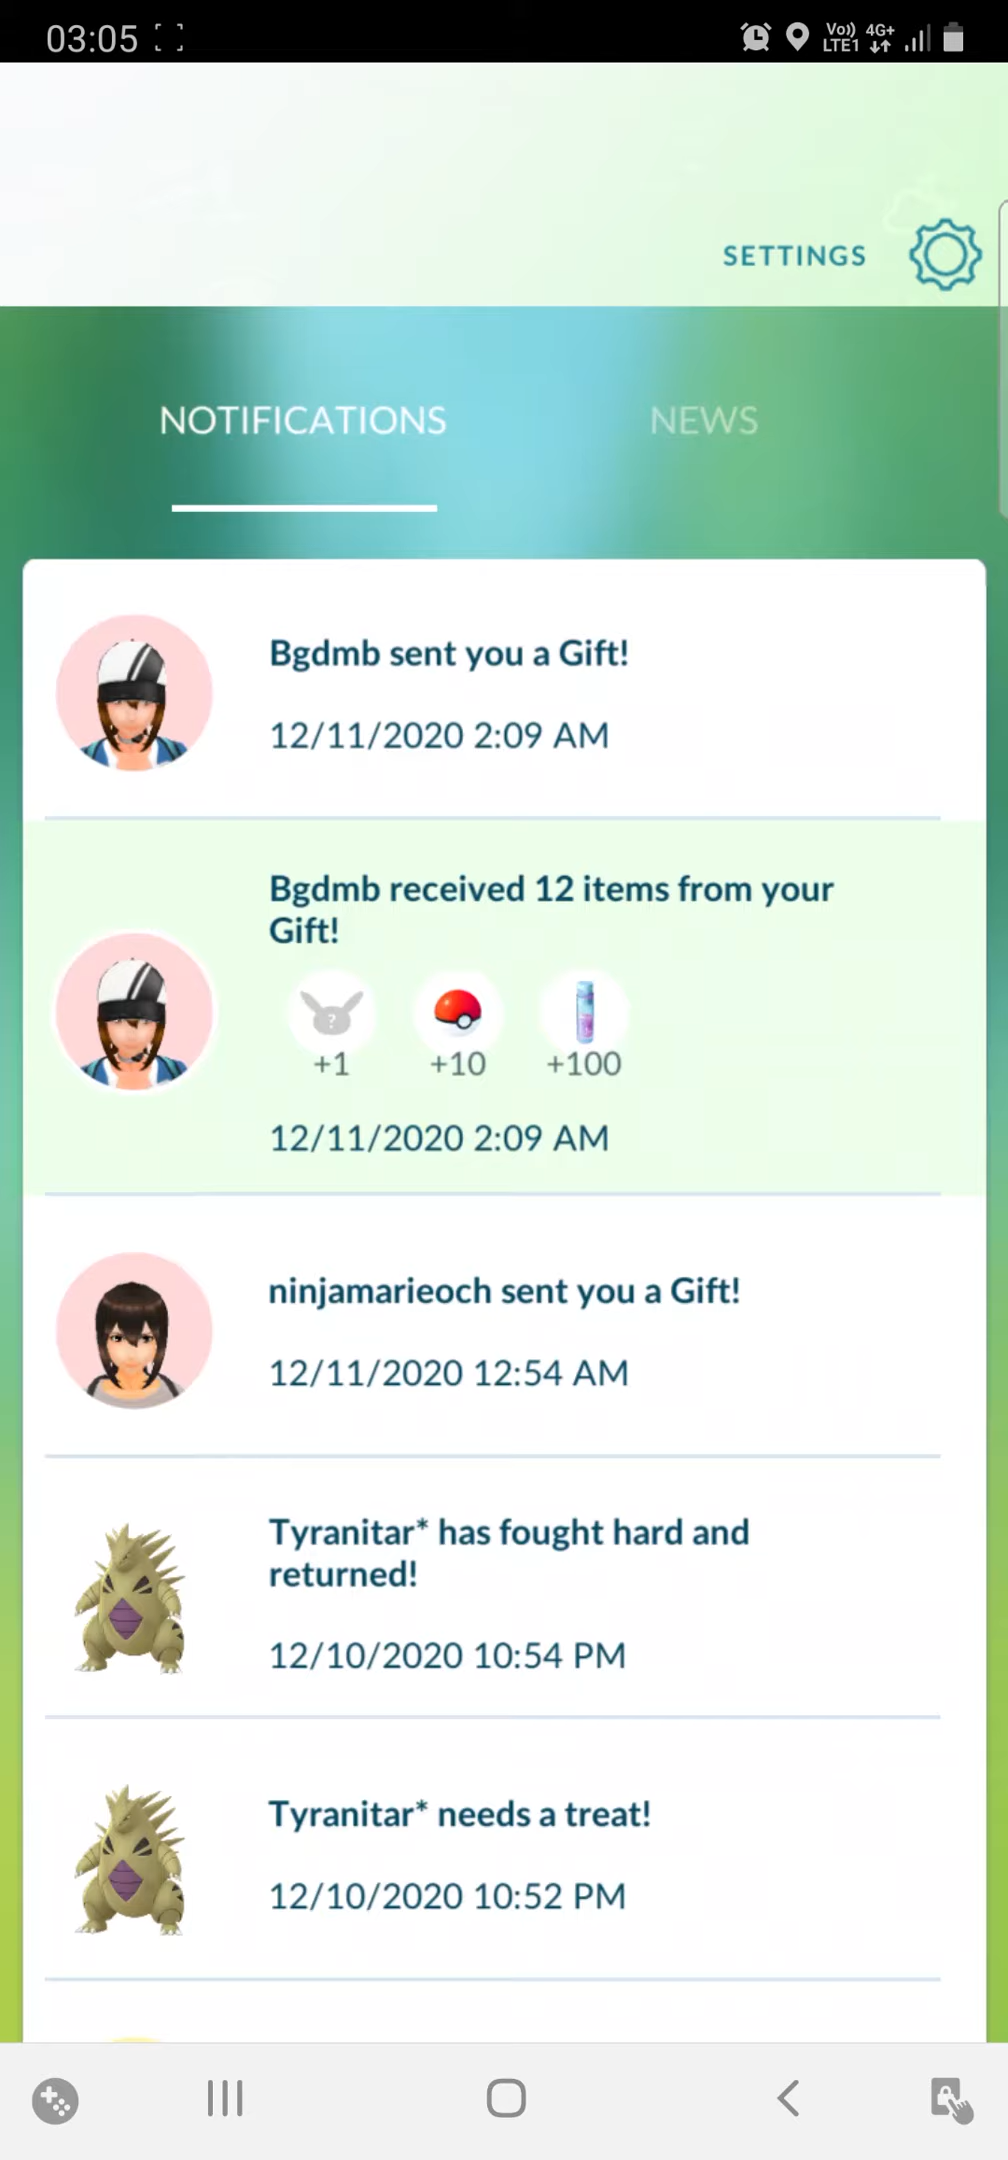 03:05
Vo)) 4G+
LTE1
SETTINGS
NOTIFICATIONS NEWS
Bgdmb sent you a Gift!
12/11/2020 2:09 AM
Bgdmb received 12 items from your
Gift!
?
+1 +10 +100
12/11/2020 2:09 AM
ninjamarieoch sent you a Gift!
12/11/2020 12:54 AM
Tyranitar* has fought hard and
returned!
12/10/2020 10:54 PM
Tyranitar* needs a treat!
12/10/2020 10:52 PM